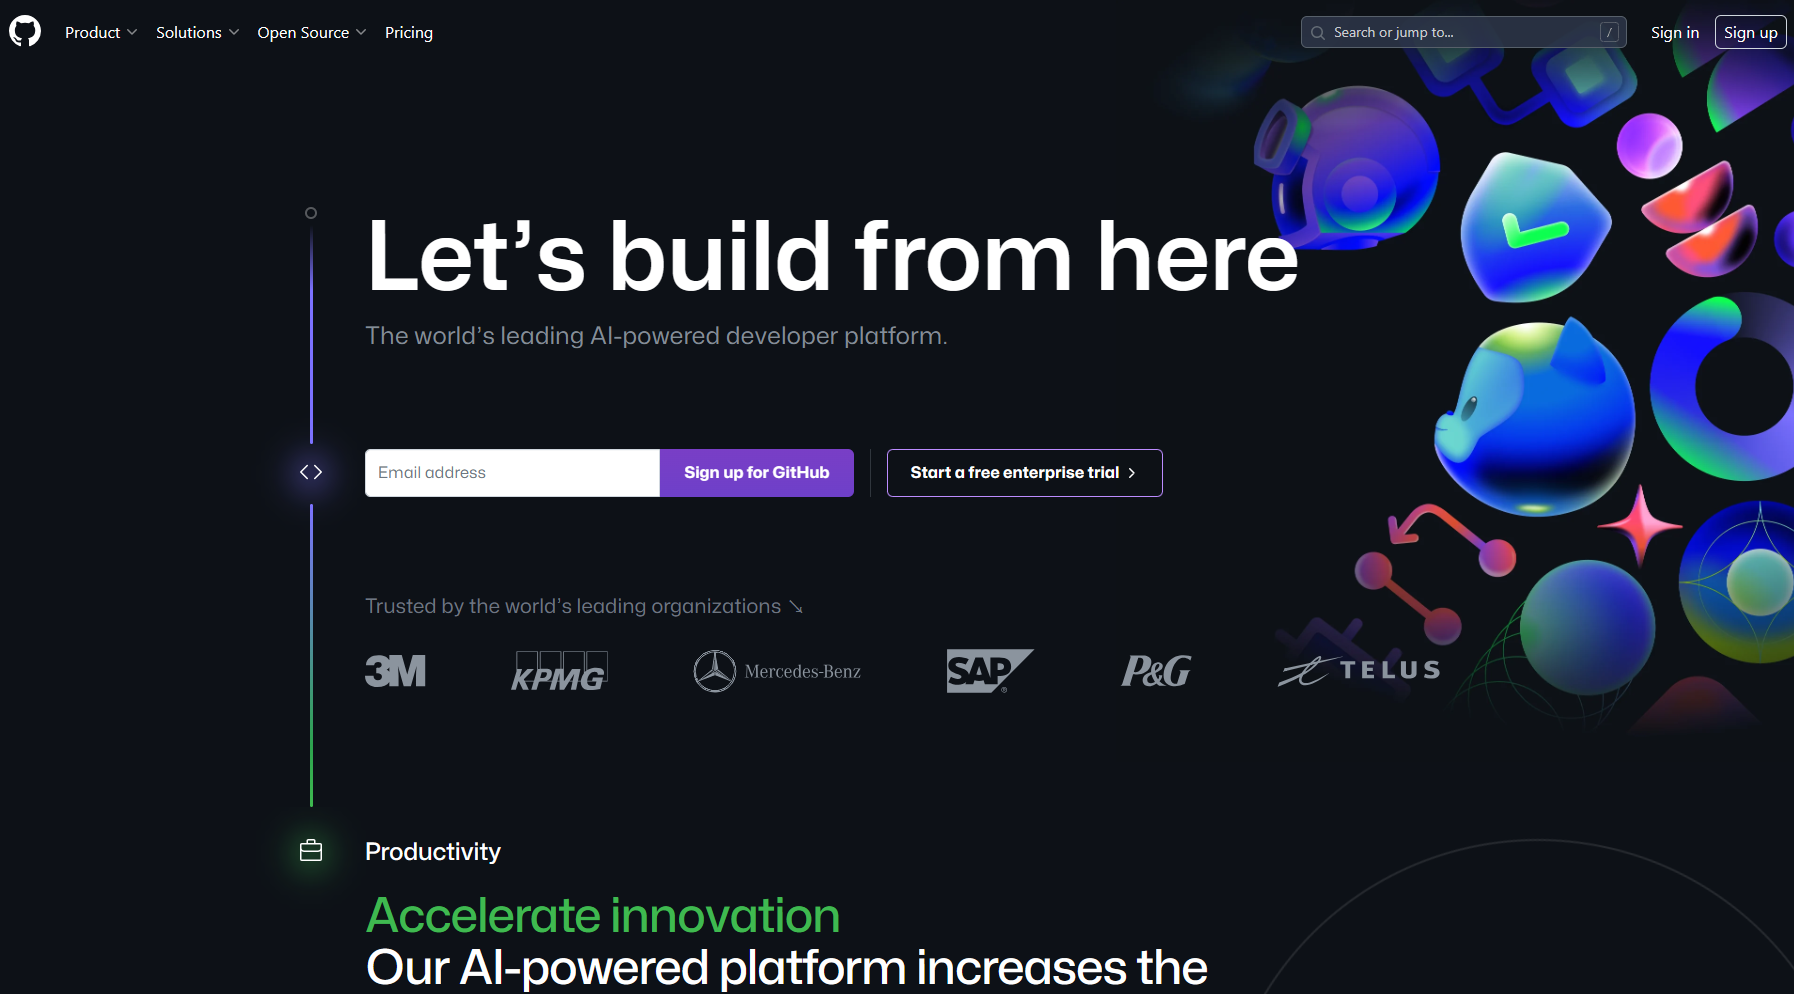 Product Solutions Open Source Pricing Search or jump to... / Sign in Sign up
Let’s build from here
The world’s leading AI-powered developer platform.
Email address Sign up for GitHub Start a free enterprise trial
Trusted by the world’s leading organizations
3M KPMG Mercedes-Benz SAP® P&G TELUS
Productivity
Accelerate innovation
Our AI-powered platform increases the